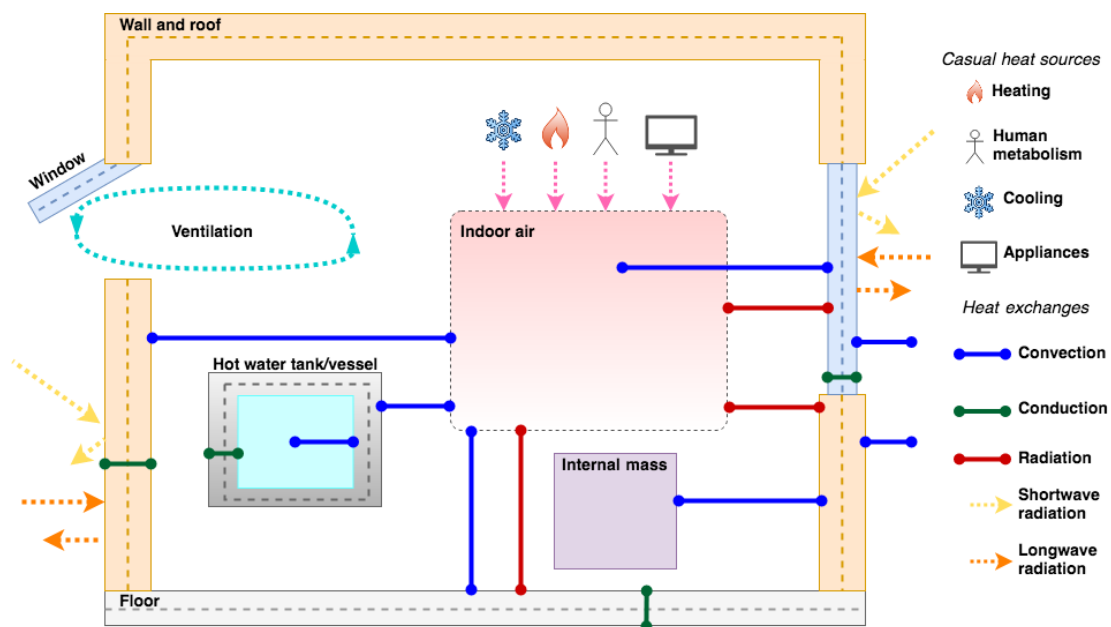 Wall and roof
Casual heat sources
Heating
Human
metabolism
Window
Cooling
Ventilation
Indoor air
Appliances
Heat exchanges
Convection
Hot water tank/vessel
Conduction
Internal mass
Radiation
Shortwave
radiation
Longwave
radiation
Floor